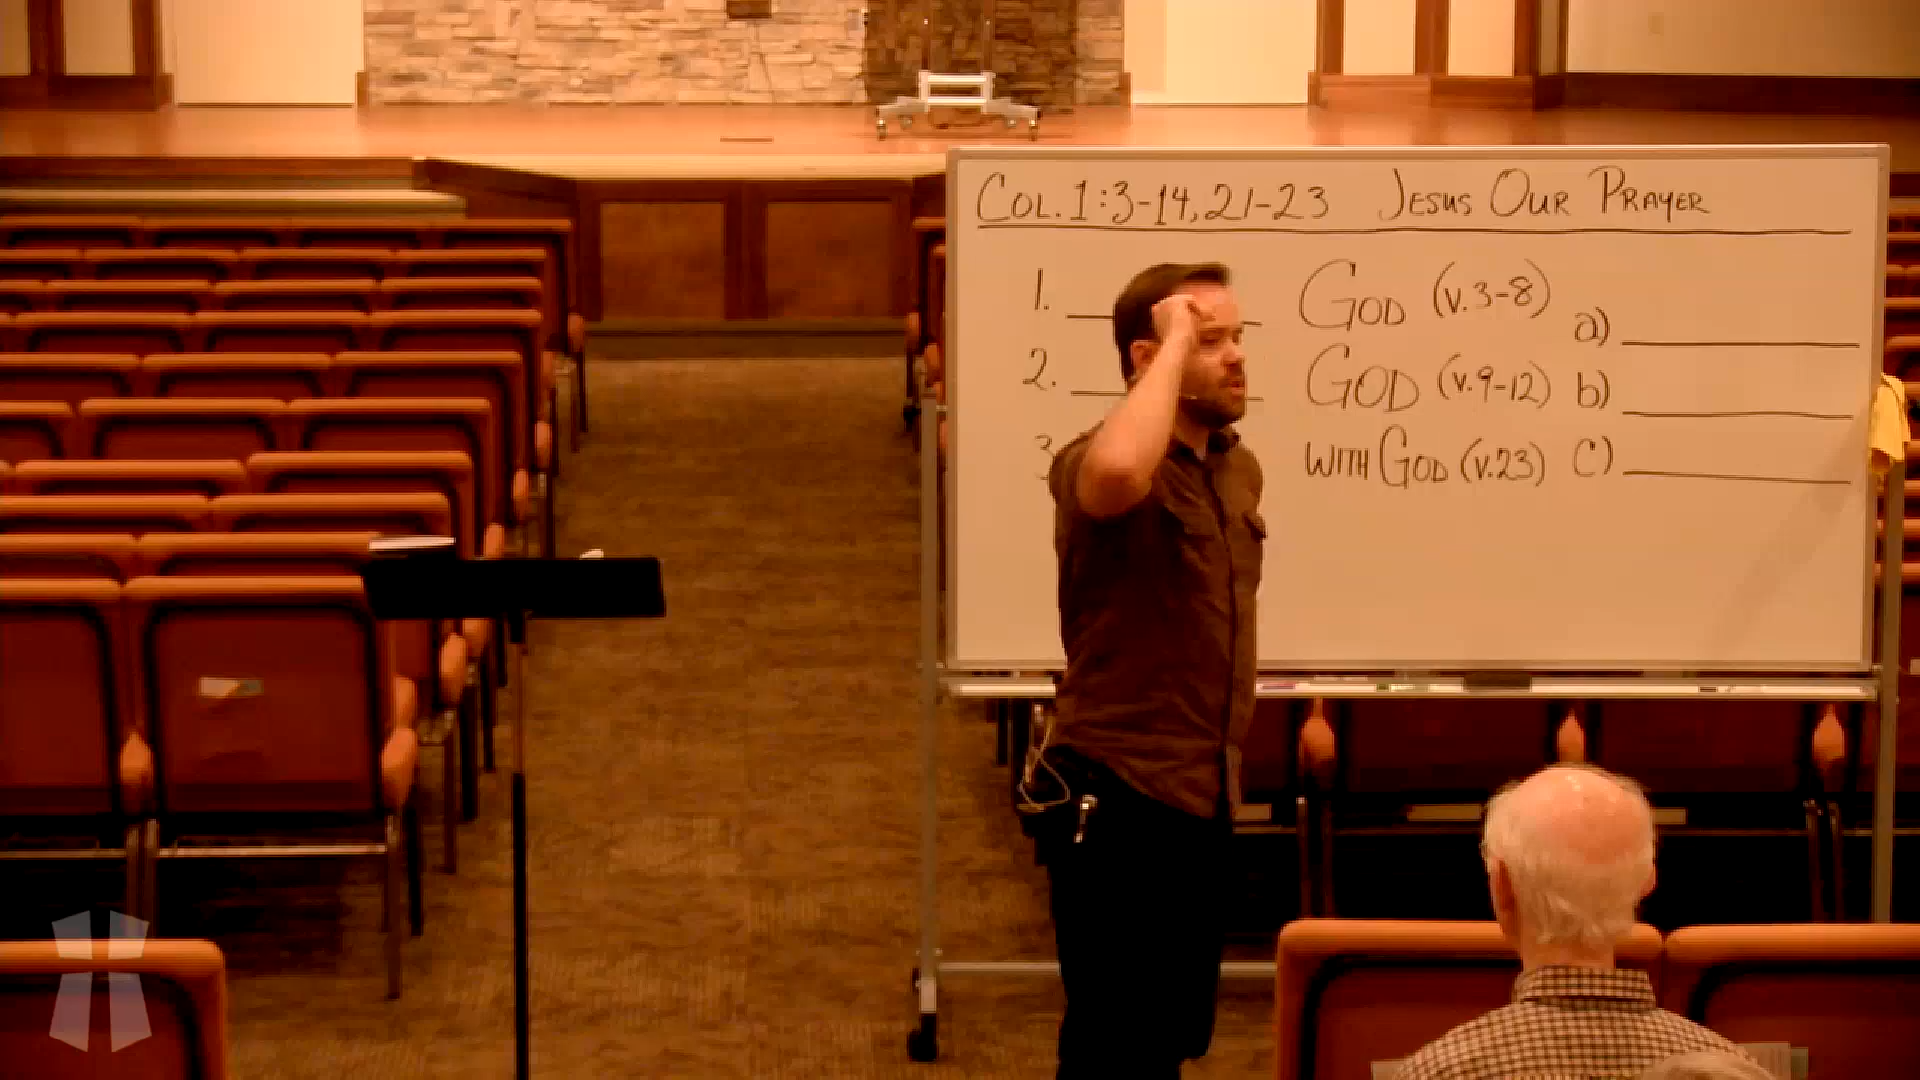 COL. 1:3-14, 21-23 JESUS OUR PRAYER
1. GOD (V.3-8) a)
2. GOD (V.9-12) b)
3. WITH GOD (V.23) C)